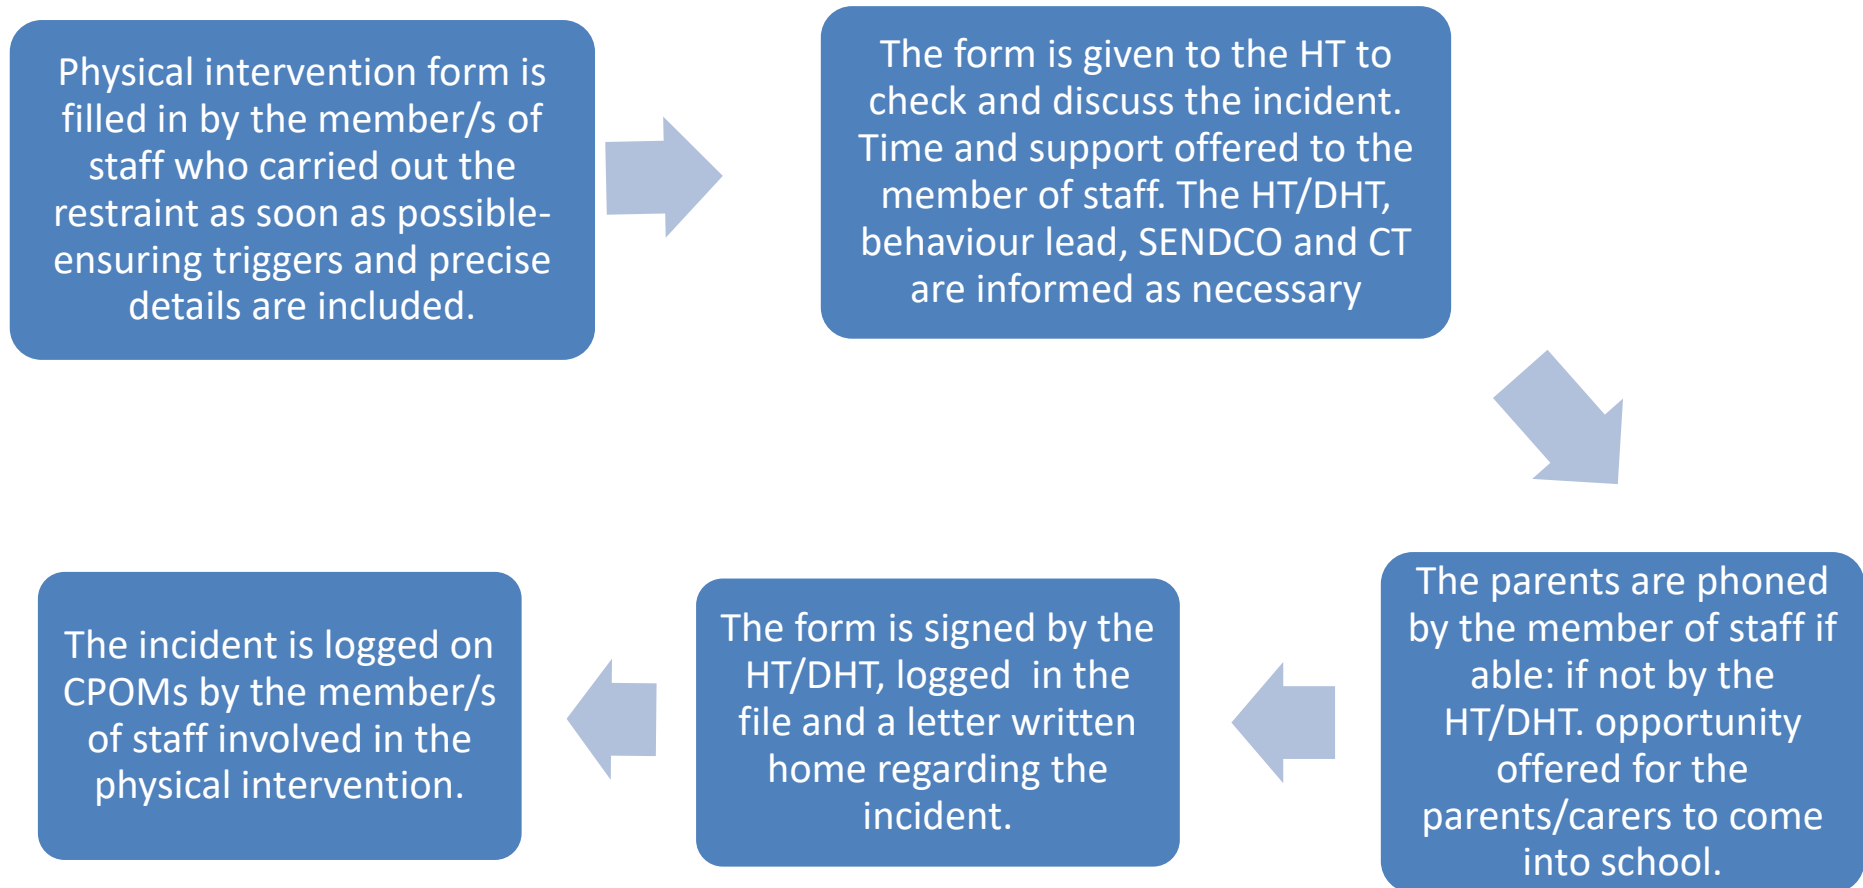 Physical intervention form is
filled in by the member/s of
staff who carried out the
restraint as soon as possible-
ensuring triggers and precise
details are included.
The form is given to the HT to
check and discuss the incident.
Time and support offered to the
member of staff. The HT/DHT,
behaviour lead, SENDCO and CT
are informed as necessary
The parents are phoned
by the member of staff if
able: if not by the
HT/DHT. opportunity
offered for the
parents/carers to come
into school.
The form is signed by the
HT/DHT, logged  in the
file and a letter written
home regarding the
incident.
The incident is logged on
CPOMs by the member/s
of staff involved in the
physical intervention.